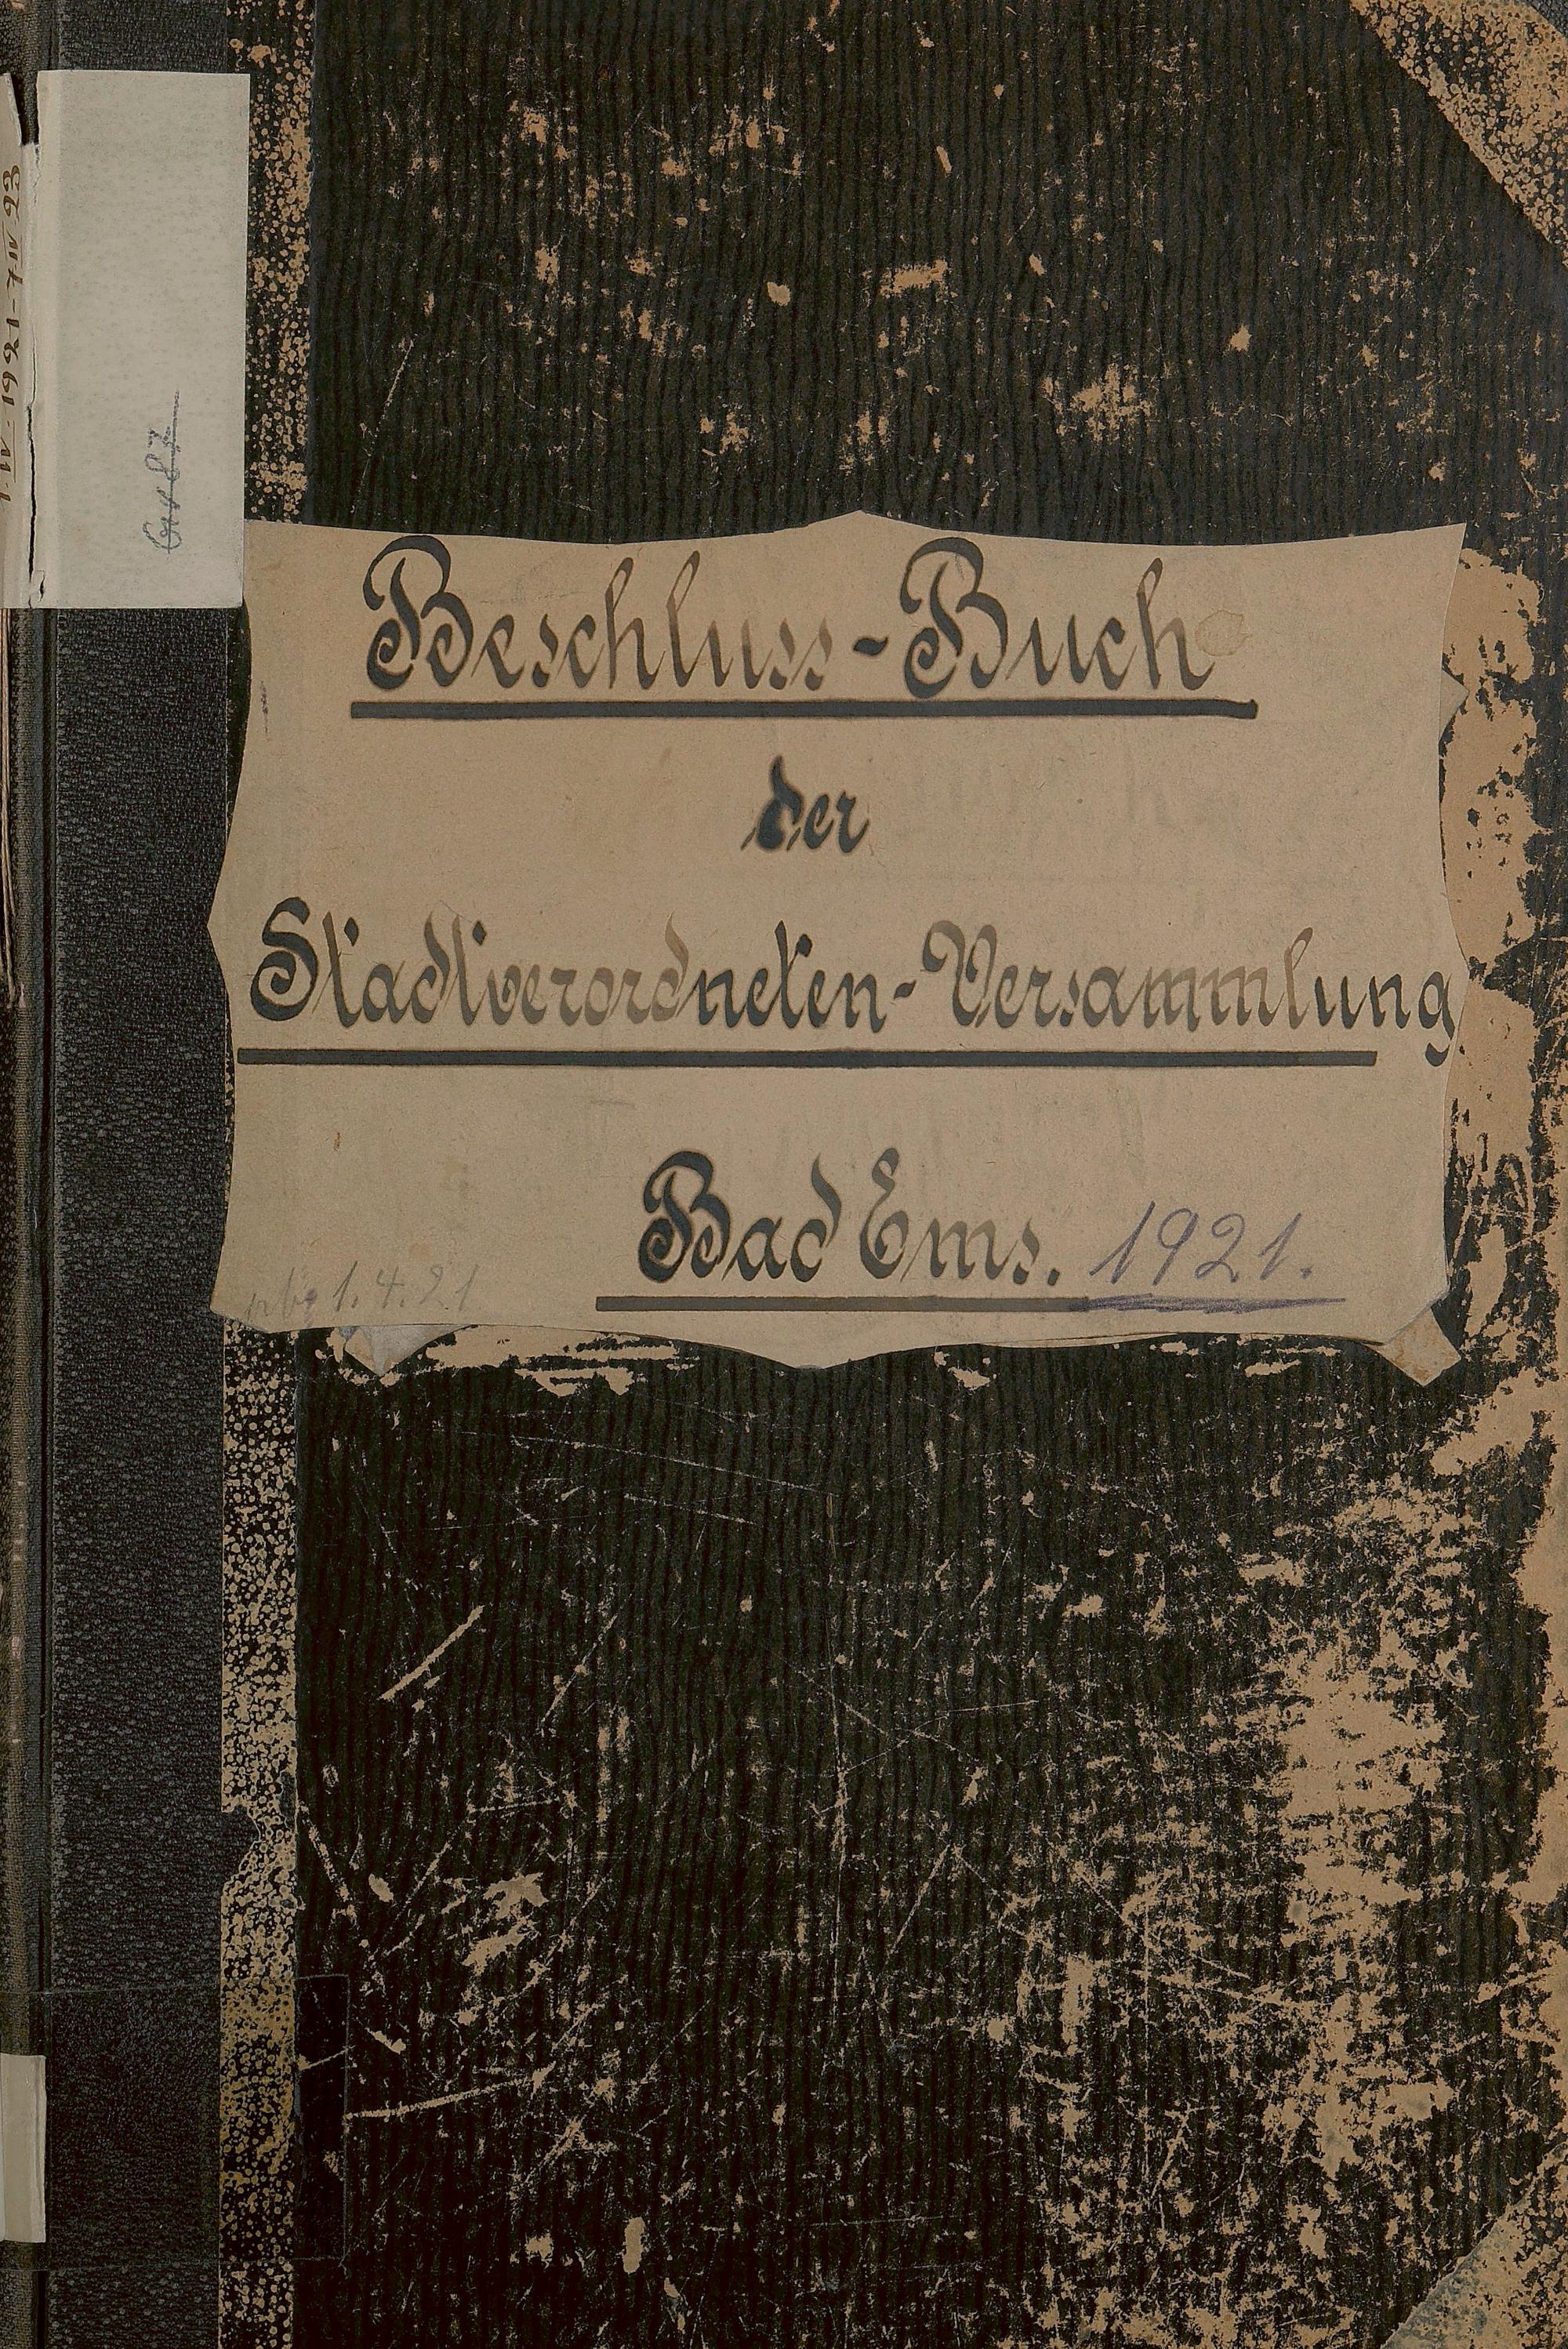 Beschluss-Buch
der
Stadtverordneten-Versammlung
Bad Ems. 1921.
1.4.21